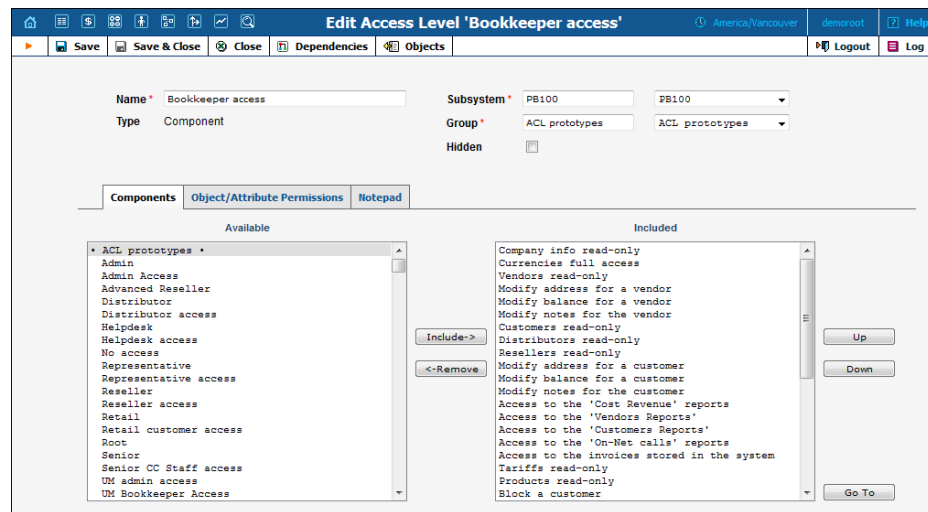 Edit Access Level 'Bookkeeper access' America/Vancouver demoroot Help
Save Save & Close Close Dependencies Objects Logout Log
Name * Bookkeeper access Subsystem * PB100 PB100
Type Component Group * ACL prototypes ACL prototypes
Hidden
Components Object/Attribute Permissions Notepad
Available
• ACL prototypes •
Admin
Admin Access
Advanced Reseller
Distributor
Distributor access
Helpdesk
Helpdesk access
No access
Representative
Representative access
Reseller
Reseller access
Retail
Retail customer access
Root
Senior
Senior CC Staff access
UM admin access
UM Bookkeeper Access
Include->
<-Remove
Included
Company info read-only
Currencies full access
Vendors read-only
Modify address for a vendor
Modify balance for a vendor
Modify notes for the vendor
Customers read-only
Distributors read-only
Resellers read-only
Modify address for a customer
Modify balance for a customer
Modify notes for the customer
Access to the 'Cost Revenue' reports
Access to the 'Vendors Reports'
Access to the 'Customers Reports'
Access to the 'On-Net calls' reports
Access to the invoices stored in the system
Tariffs read-only
Products read-only
Block a customer
Up
Down
Go To